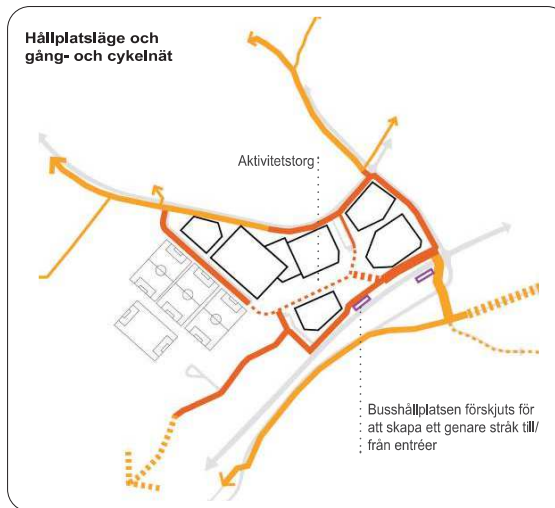 Hållplatsläge och
gång- och cykelnät
Aktivitetstorg
Busshållplatsen förskjuts för
att skapa ett genare stråk till/
från entréer